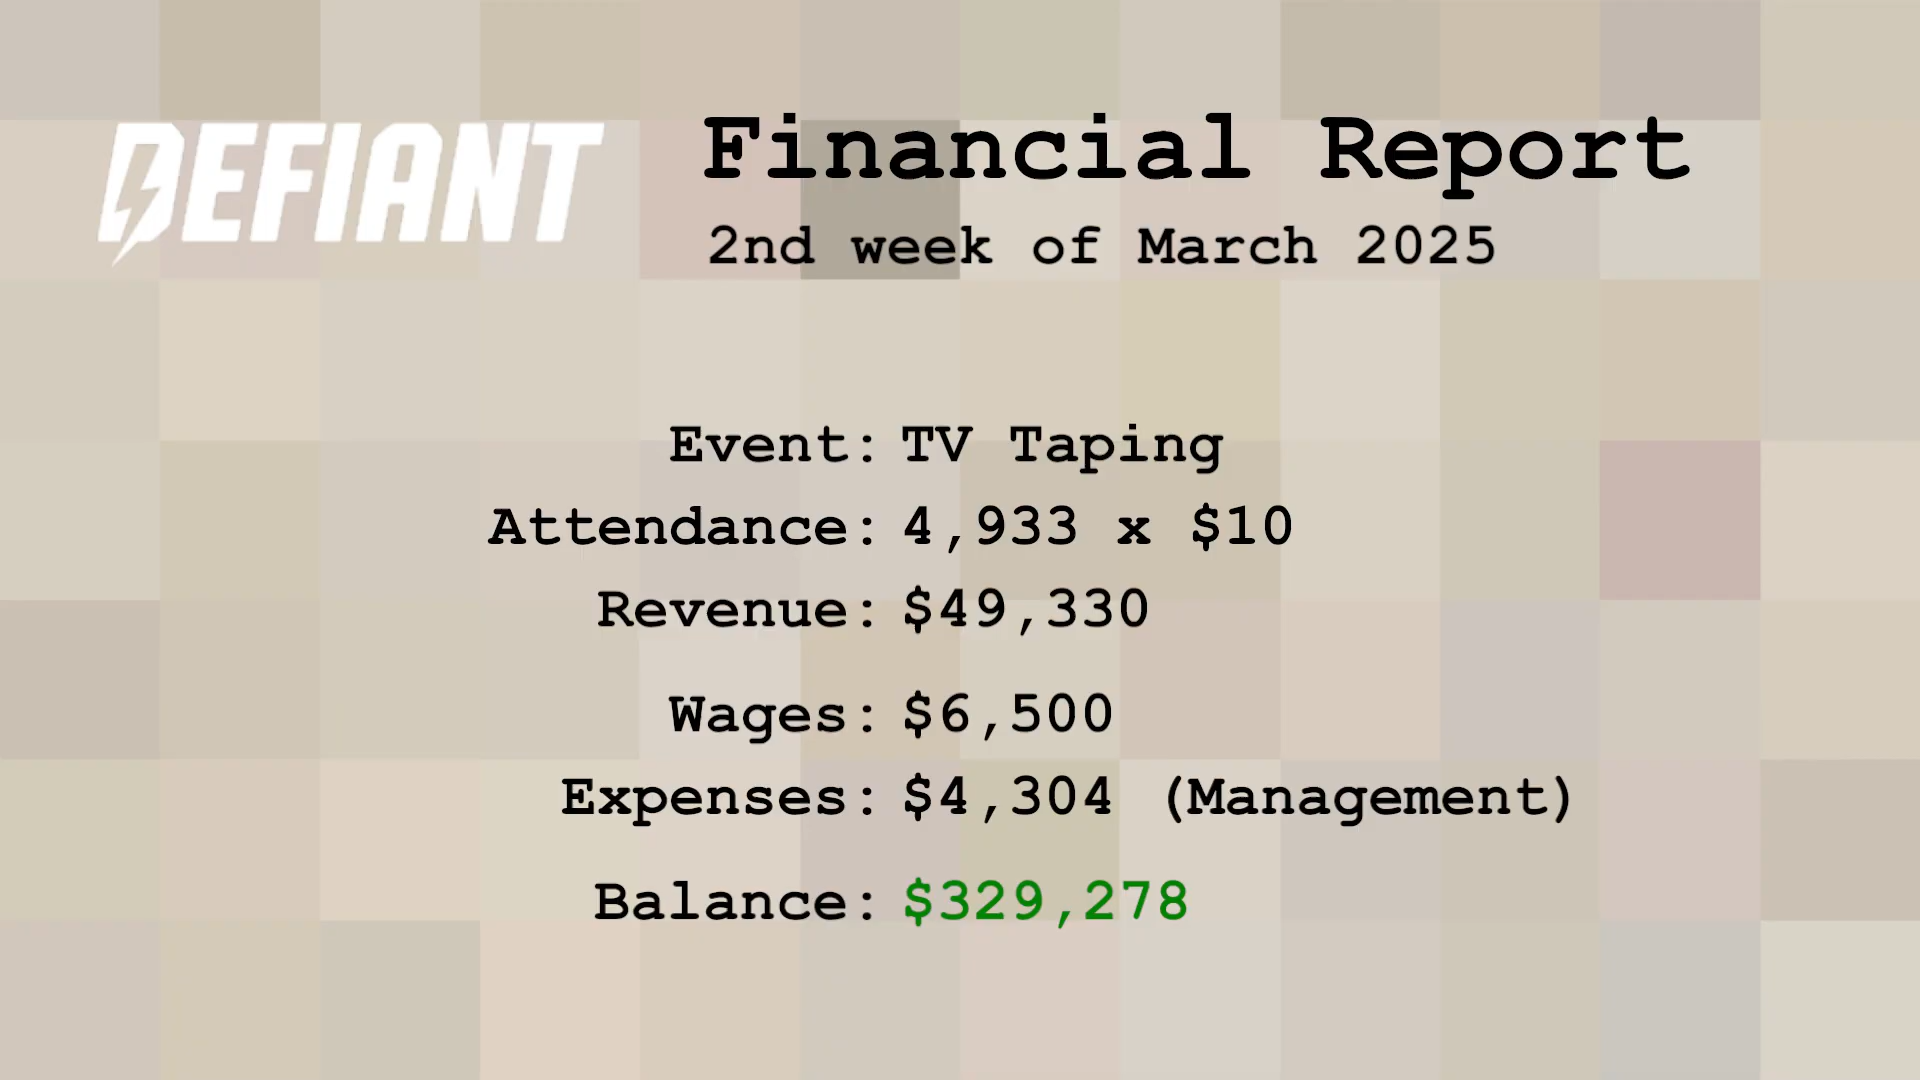 DEFIANT
Financial Report
2nd week of March 2025
Event: TV Taping
Attendance: 4,933 x $10
Revenue: $49,330
Wages: $6,500
Expenses: $4,304 (Management)
Balance: $329,278